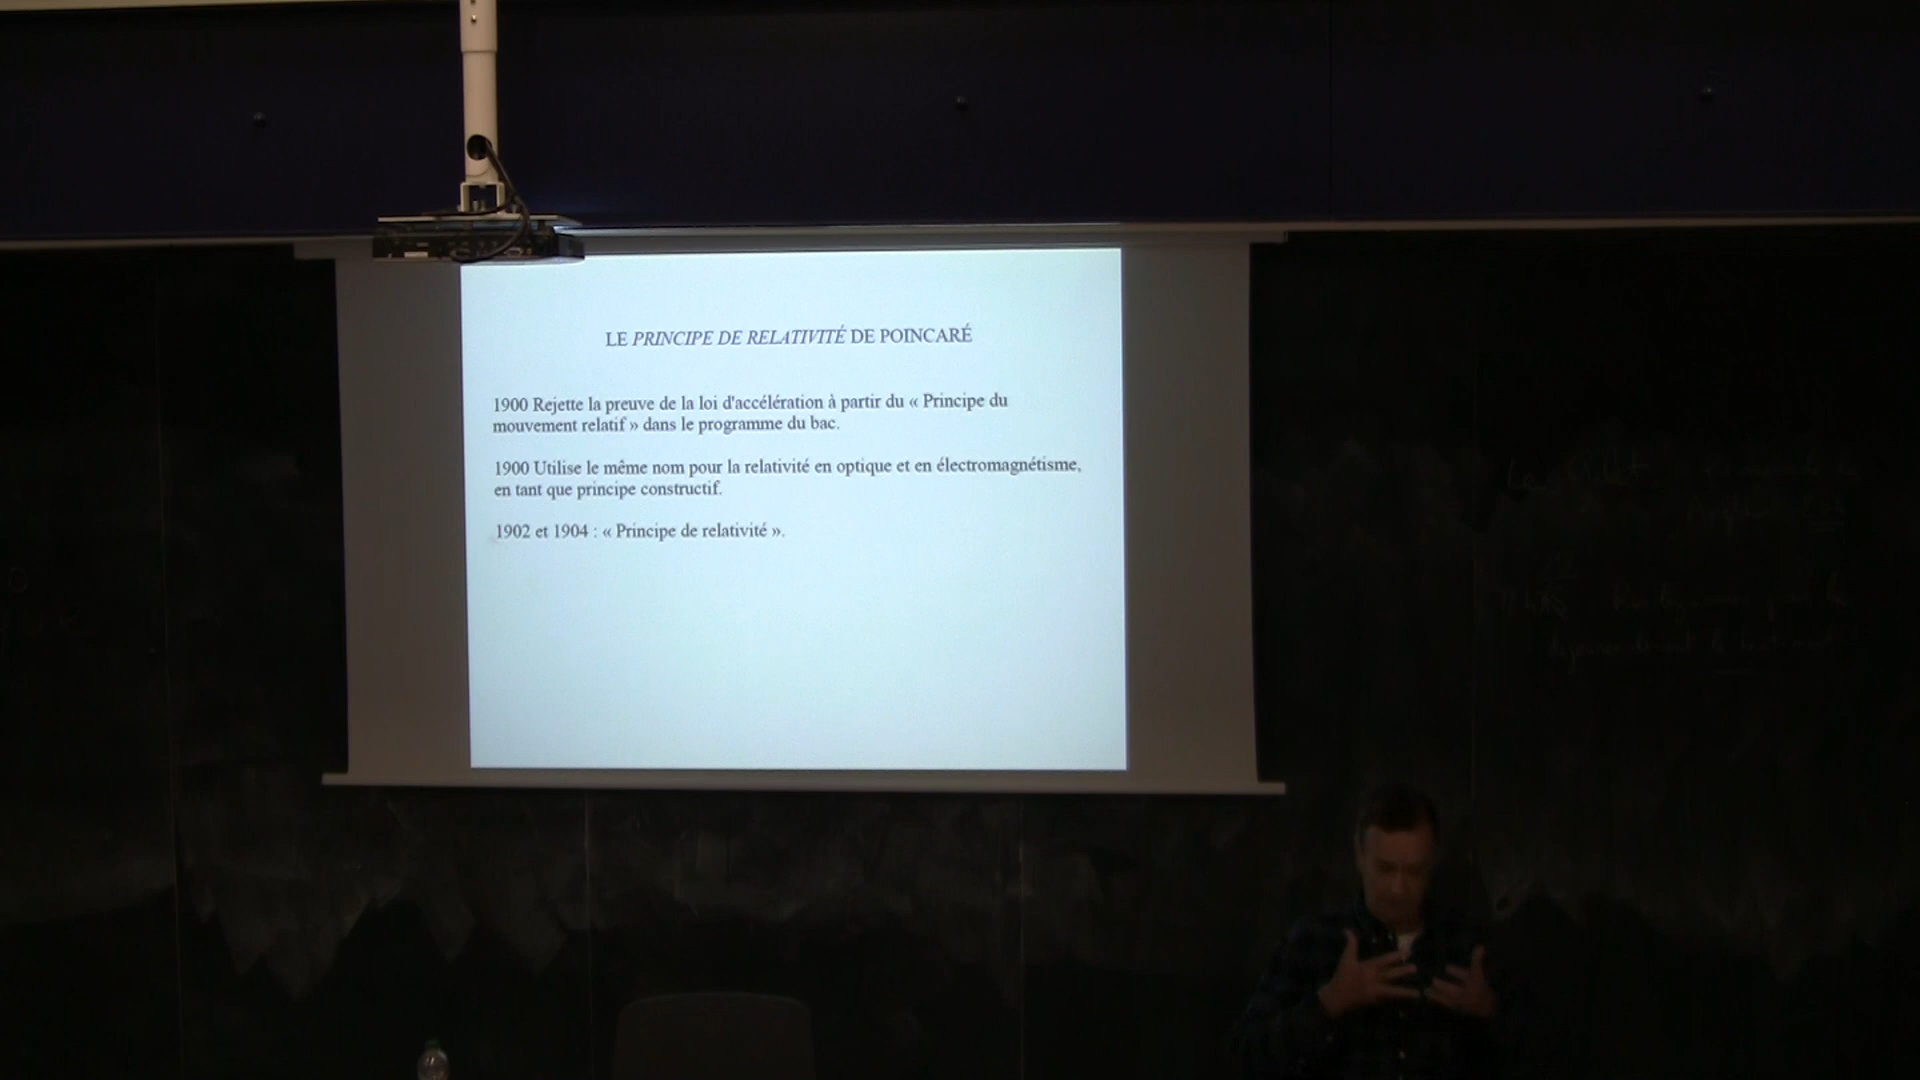 LE PRINCIPE DE RELATIVITÉ DE POINCARÉ
1900 Rejette la preuve de la loi d'accélération à partir du « Principe du
mouvement relatif » dans le programme du bac.
1900 Utilise le même nom pour la relativité en optique et en électromagnétisme,
en tant que principe constructif.
1902 et 1904 : « Principe de relativité ».